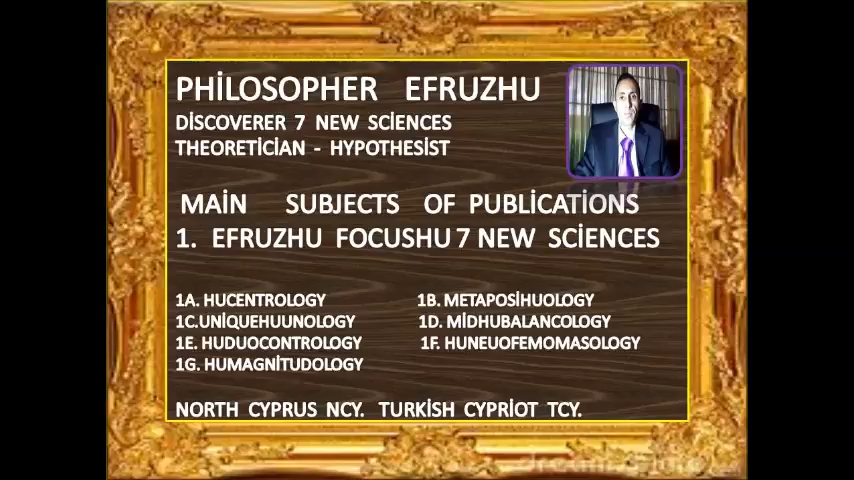 PHİLOSOPHER EFRUZHU
DİSCOVERER 7 NEW SCİENCES
THEORETİCİAN - HYPOTHESİST
MAİN SUBJECTS OF PUBLİCATİONS
1. EFRUZHU FOCUSHU 7 NEW SCİENCES
1A. HUCENTROLOGY 1B. METAPOSİHUOLOGY
1C.UNİQUEHUUNOLOGY 1D. MİDHUBALANCOLOGY
1E. HUDUOCONTROLOGY 1F. HUNEUOFEMOMASOLOGY
1G. HUMAGNİTUDOLOGY
NORTH CYPRUS NCY. TURKİSH CYPRİOT TCY.